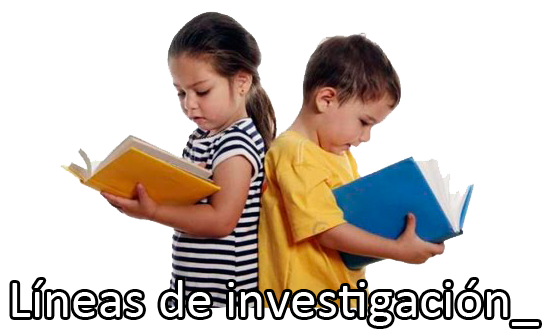 Líneas de investigación_